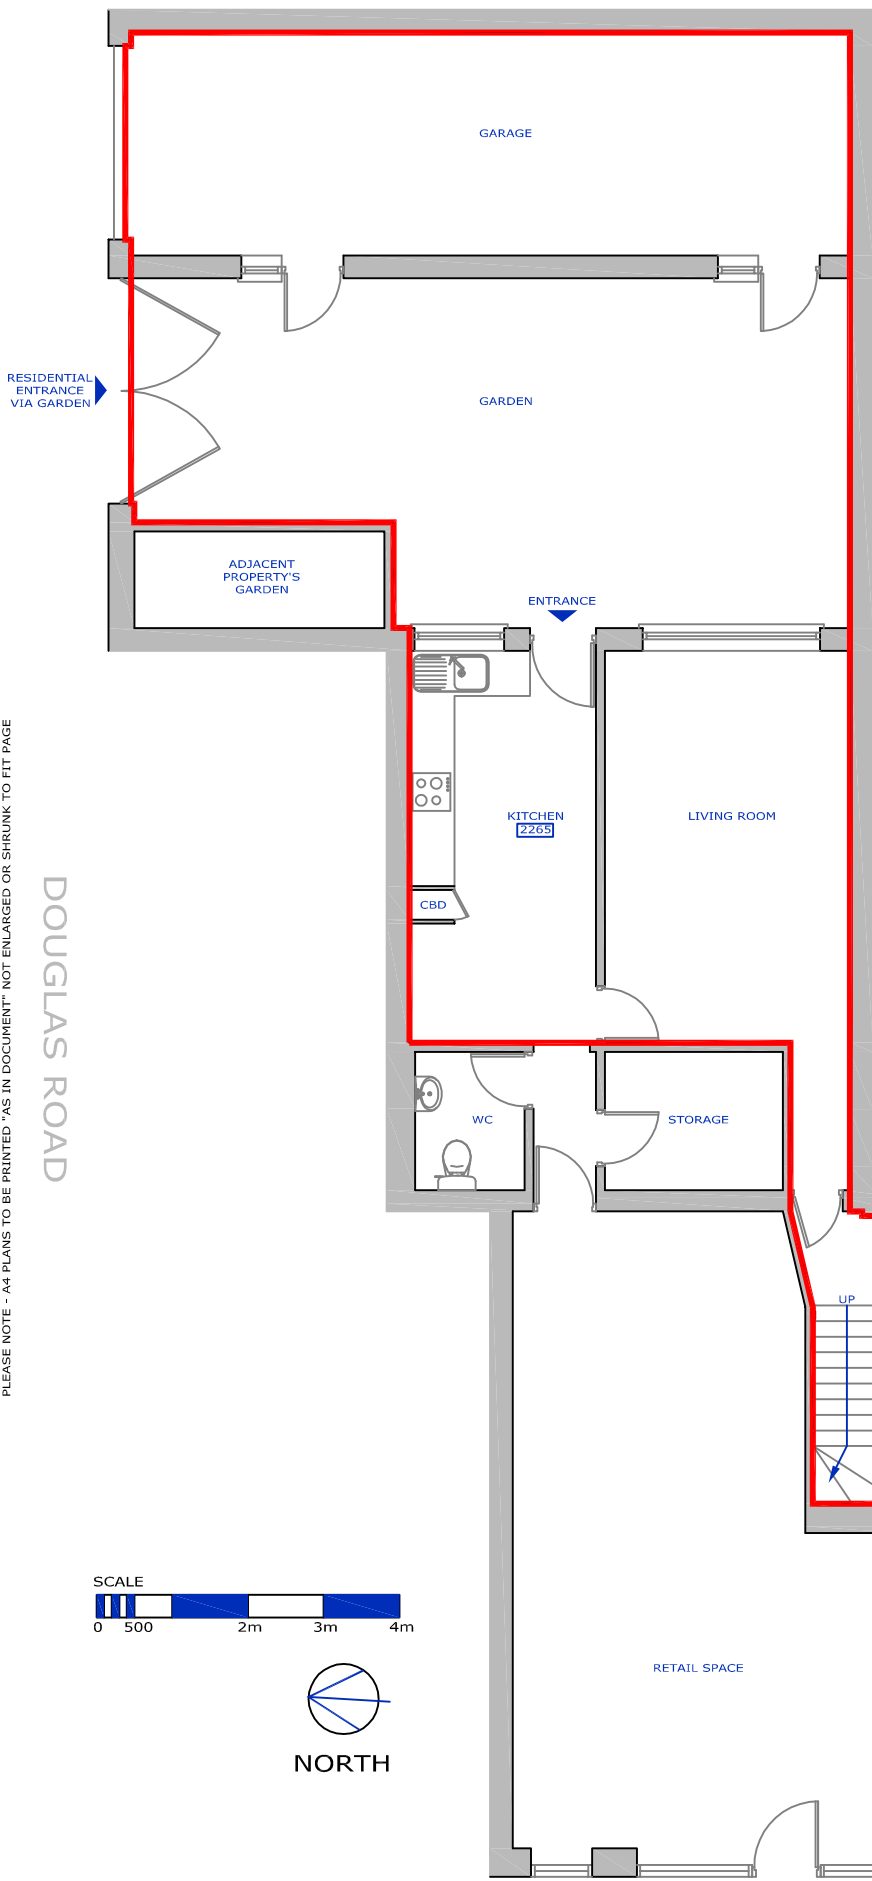 GARAGE
RESIDENTIAL
ENTRANCE
VIA GARDEN
GARDEN
ADJACENT
PROPERTY'S
GARDEN
ENTRANCE
KITCHEN
2265
LIVING ROOM
CBD
WC
STORAGE
UP
RETAIL SPACE
PLEASE NOTE - A4 PLANS TO BE PRINTED "AS IN DOCUMENT" NOT ENLARGED OR SHRUNK TO FIT PAGE
DOUGLAS ROAD
SCALE
0 500 2m 3m 4m
NORTH